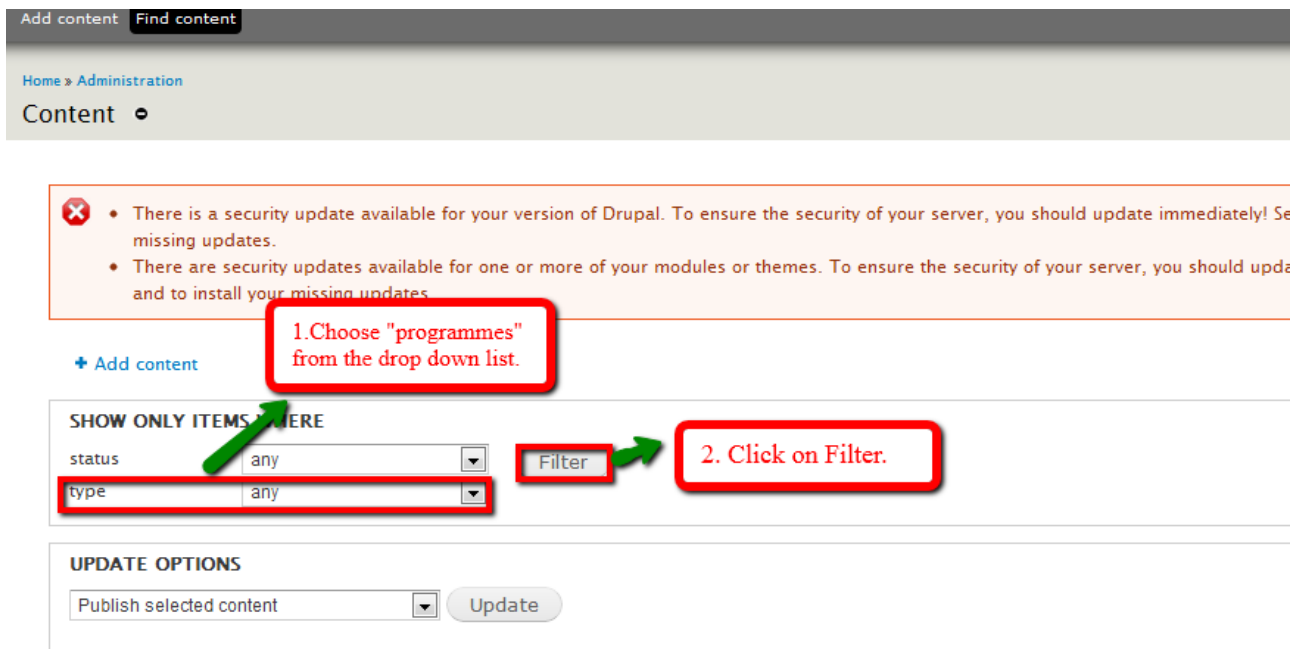 Add content Find content
Home » Administration
Content
• There is a security update available for your version of Drupal. To ensure the security of your server, you should update immediately! Se
missing updates.
• There are security updates available for one or more of your modules or themes. To ensure the security of your server, you should upda
and to install your missing updates
1.Choose "programmes"
from the drop down list.
+ Add content
SHOW ONLY ITEMS WHERE
status any Filter
2. Click on Filter.
type any
UPDATE OPTIONS
Publish selected content Update